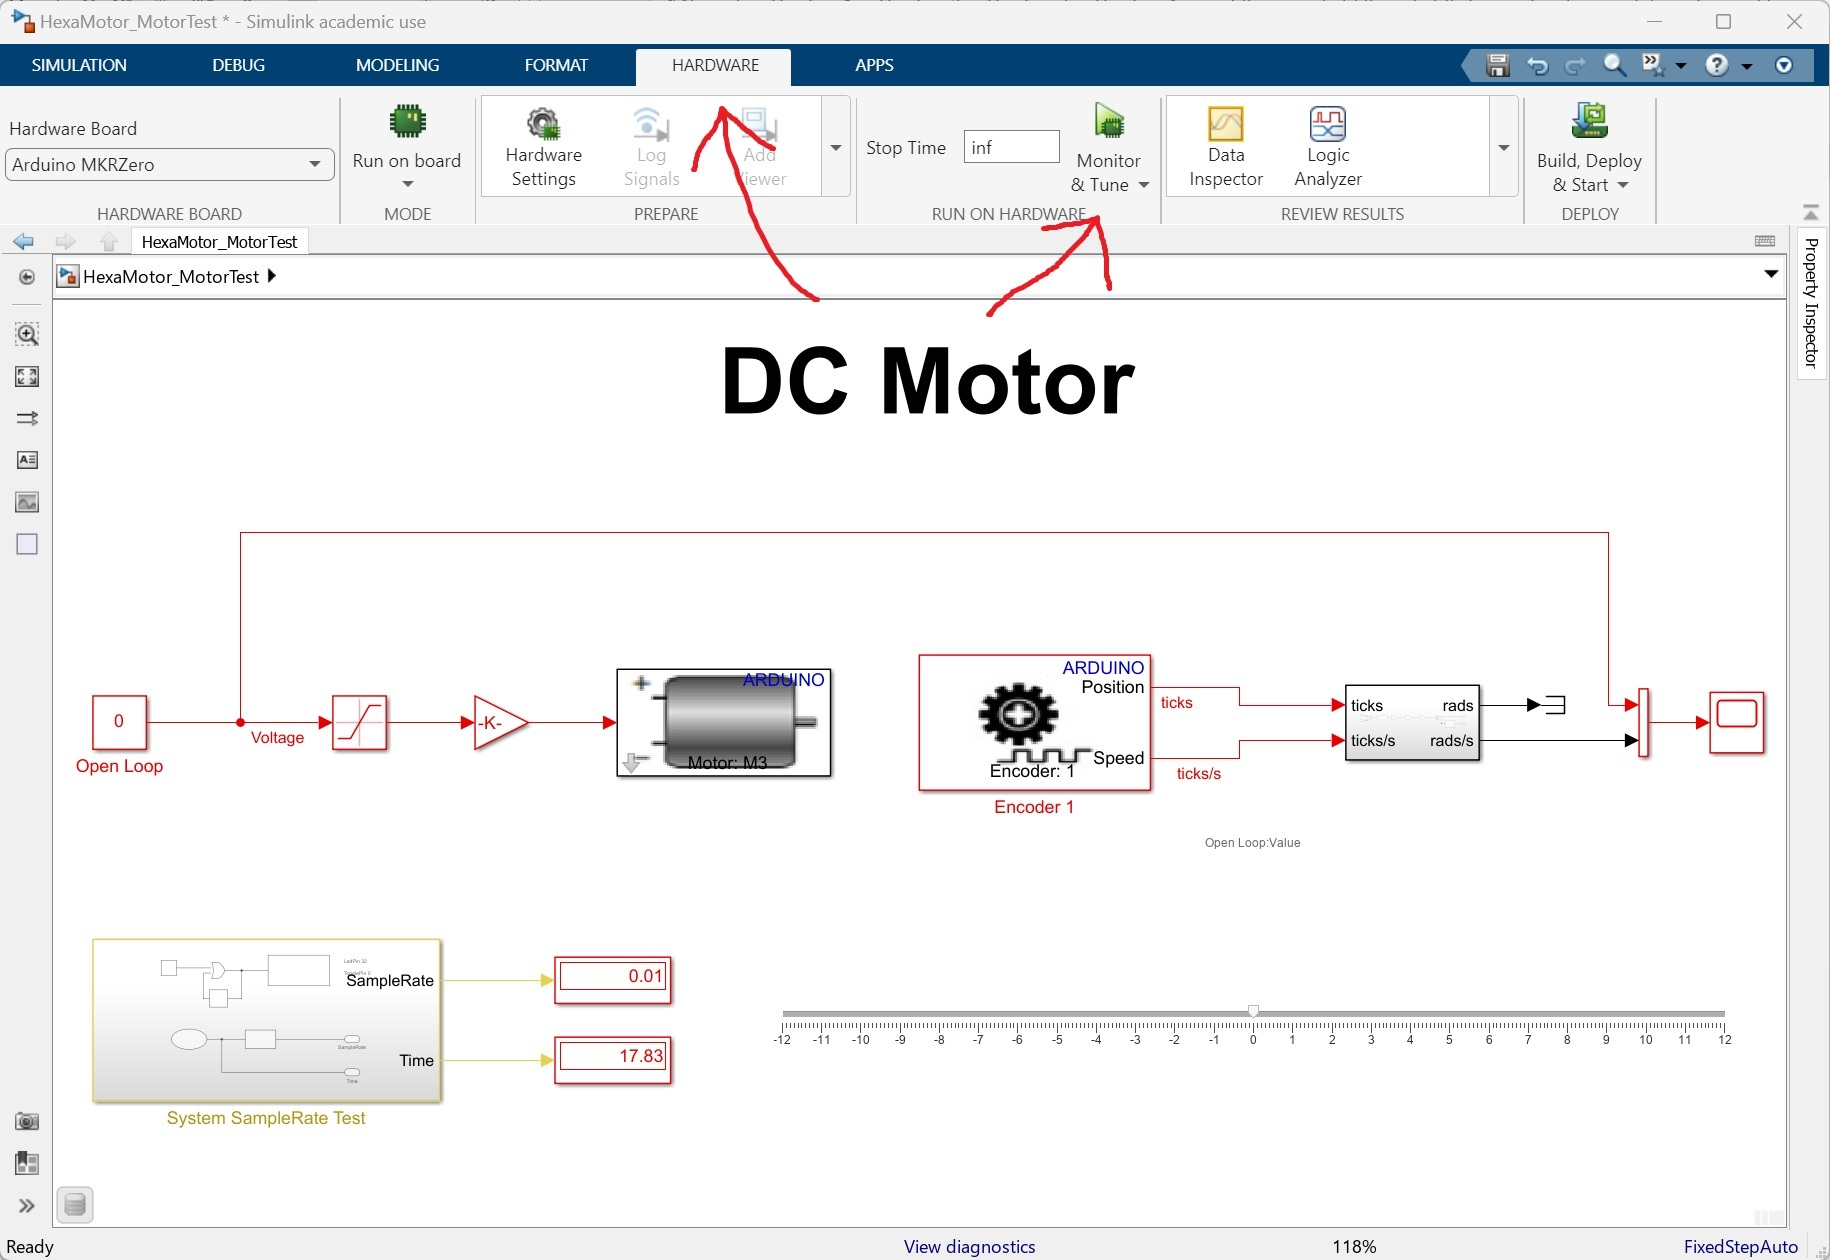 HexaMotor_MotorTest * - Simulink academic use
SIMULATION DEBUG MODELING FORMAT HARDWARE APPS
Hardware Board
Arduino MKRZero
HARDWARE BOARD
Run on board
MODE
Hardware Settings
Log Signals
Add Viewer
PREPARE
Stop Time inf
Monitor & Tune
RUN ON HARDWARE
Data Inspector
Logic Analyzer
REVIEW RESULTS
Build, Deploy & Start
DEPLOY
HexaMotor_MotorTest
HexaMotor_MotorTest
Property Inspector
DC Motor
0
Open Loop
Voltage
-K-
ARDUINO
Motor: M3
ARDUINO
Position
Speed
Encoder: 1
Encoder 1
ticks
ticks/s
ticks rads
ticks/s rads/s
Open Loop:Value
SampleRate
SampleRate
Time
Time
System SampleRate Test
0.01
17.83
-12 -11 -10 -9 -8 -7 -6 -5 -4 -3 -2 -1 0 1 2 3 4 5 6 7 8 9 10 11 12
Ready
View diagnostics
118%
FixedStepAuto